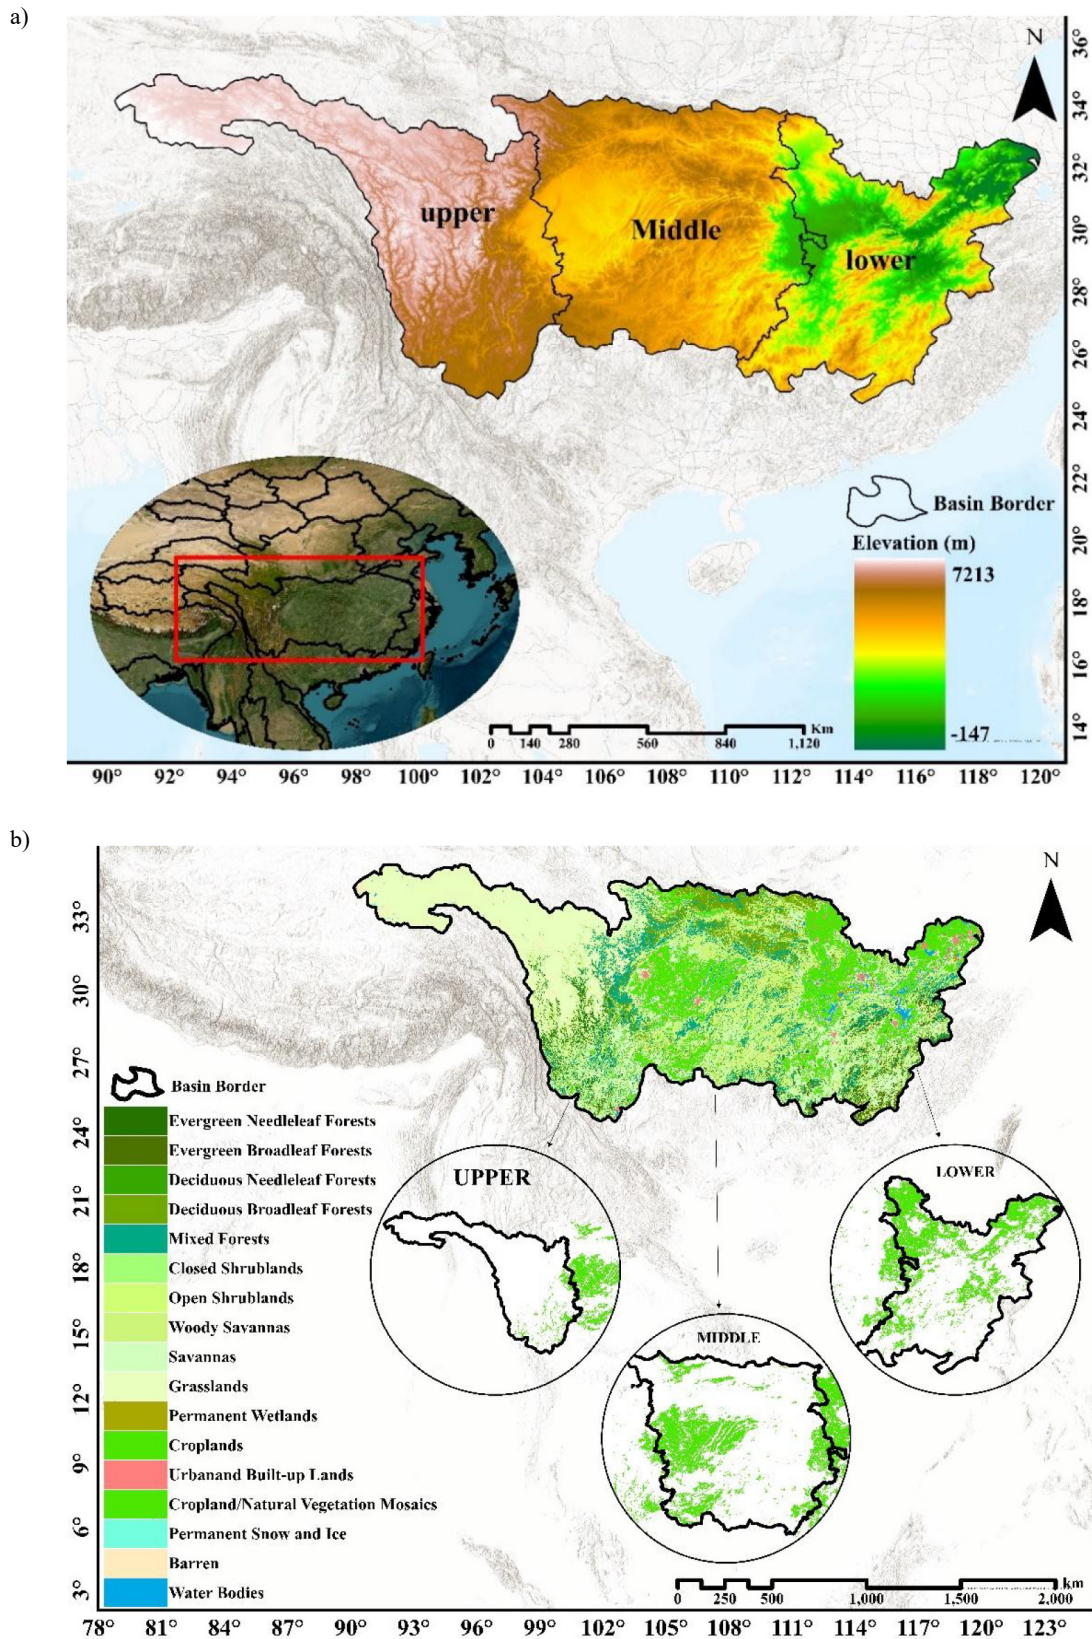 a)
N
36°
34°
32°
30°
28°
26°
24°
22°
20°
18°
16°
14°
upper
Middle
lower
Basin Border
Elevation (m)
7213
-147
Km
0 140 280 560 840 1,120
90° 92° 94° 96° 98° 100° 102° 104° 106° 108° 110° 112° 114° 116° 118° 120°
b)
N
33°
30°
27°
24°
21°
18°
15°
12°
9°
6°
3°
Basin Border
Evergreen Needleleaf Forests
Evergreen Broadleaf Forests
Deciduous Needleleaf Forests
Deciduous Broadleaf Forests
Mixed Forests
Closed Shrublands
Open Shrublands
Woody Savannas
Savannas
Grasslands
Permanent Wetlands
Croplands
Urbanand Built-up Lands
Cropland/Natural Vegetation Mosaics
Permanent Snow and Ice
Barren
Water Bodies
UPPER
MIDDLE
LOWER
km
0 250 500 1,000 1,500 2,000
78° 81° 84° 87° 90° 93° 96° 99° 102° 105° 108° 111° 114° 117° 120° 123°